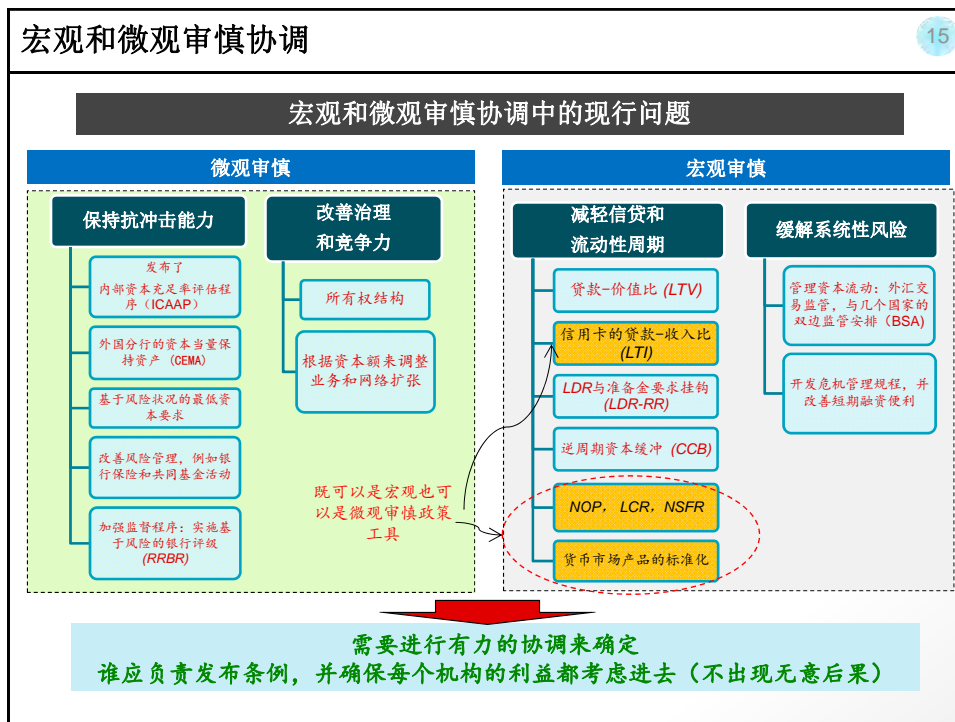 宏观和微观审慎协调
15
宏观和微观审慎协调中的现行问题
微观审慎
保持抗冲击能力
发布了
内部资本充足率评估程
序（ICAAP）
外国分行的资本当量保
持资产（CEMA）
基于风险状况的最低资
本要求
改善风险管理，例如银
行保险和共同基金活动
加强监督程序：实施基
于风险的银行评级
(RRBR)
改善治理
和竞争力
所有权结构
根据资本额来调整
业务和网络扩张
既可以是宏观也可
以是微观审慎政策
工具
宏观审慎
减轻信贷和
流动性周期
贷款-价值比 (LTV)
信用卡的贷款-收入比
(LTI)
LDR与准备金要求挂钩
(LDR-RR)
逆周期资本缓冲 (CCB)
NOP， LCR，NSFR
货币市场产品的标准化
缓解系统性风险
管理资本流动：外汇交
易监管，与几个国家的
双边监管安排（BSA）
开发危机管理规程，并
改善短期融资便利
需要进行有力的协调来确定
谁应负责发布条例，并确保每个机构的利益都考虑进去（不出现无意后果）